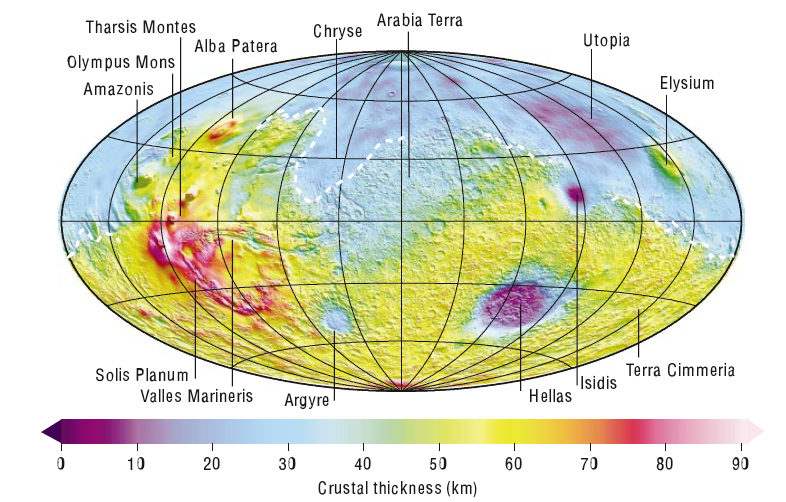 Arabia Terra
Tharsis Montes
Chryse
Alba Patera
Utopia
Olympus Mons
Amazonis
Elysium
Solis Planum
Terra Cimmeria
Isidis
Valles Marineris
Argyre
Hellas
0 10 20 30 40 50 60 70 80 90
Crustal thickness (km)